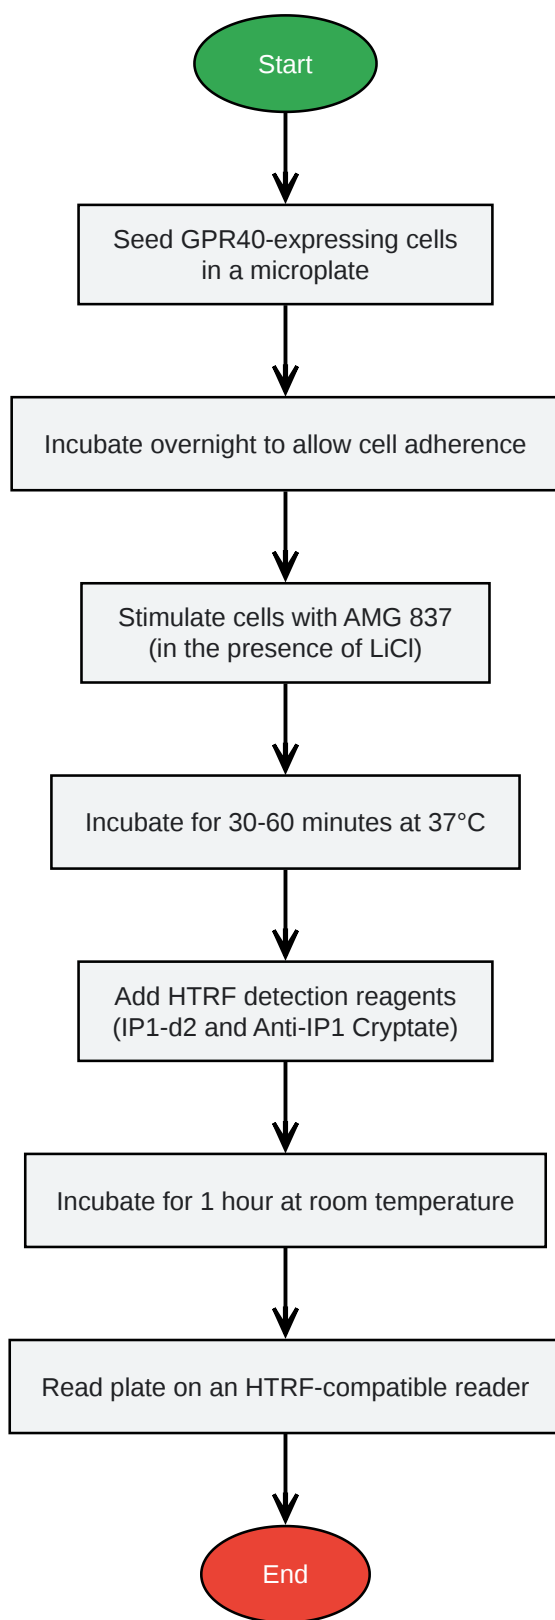 Start
Seed GPR40-expressing cells
in a microplate
Incubate overnight to allow cell adherence
Stimulate cells with AMG 837
(in the presence of LiCl)
Incubate for 30-60 minutes at 37°C
Add HTRF detection reagents
(IP1-d2 and Anti-IP1 Cryptate)
Incubate for 1 hour at room temperature
Read plate on an HTRF-compatible reader
End